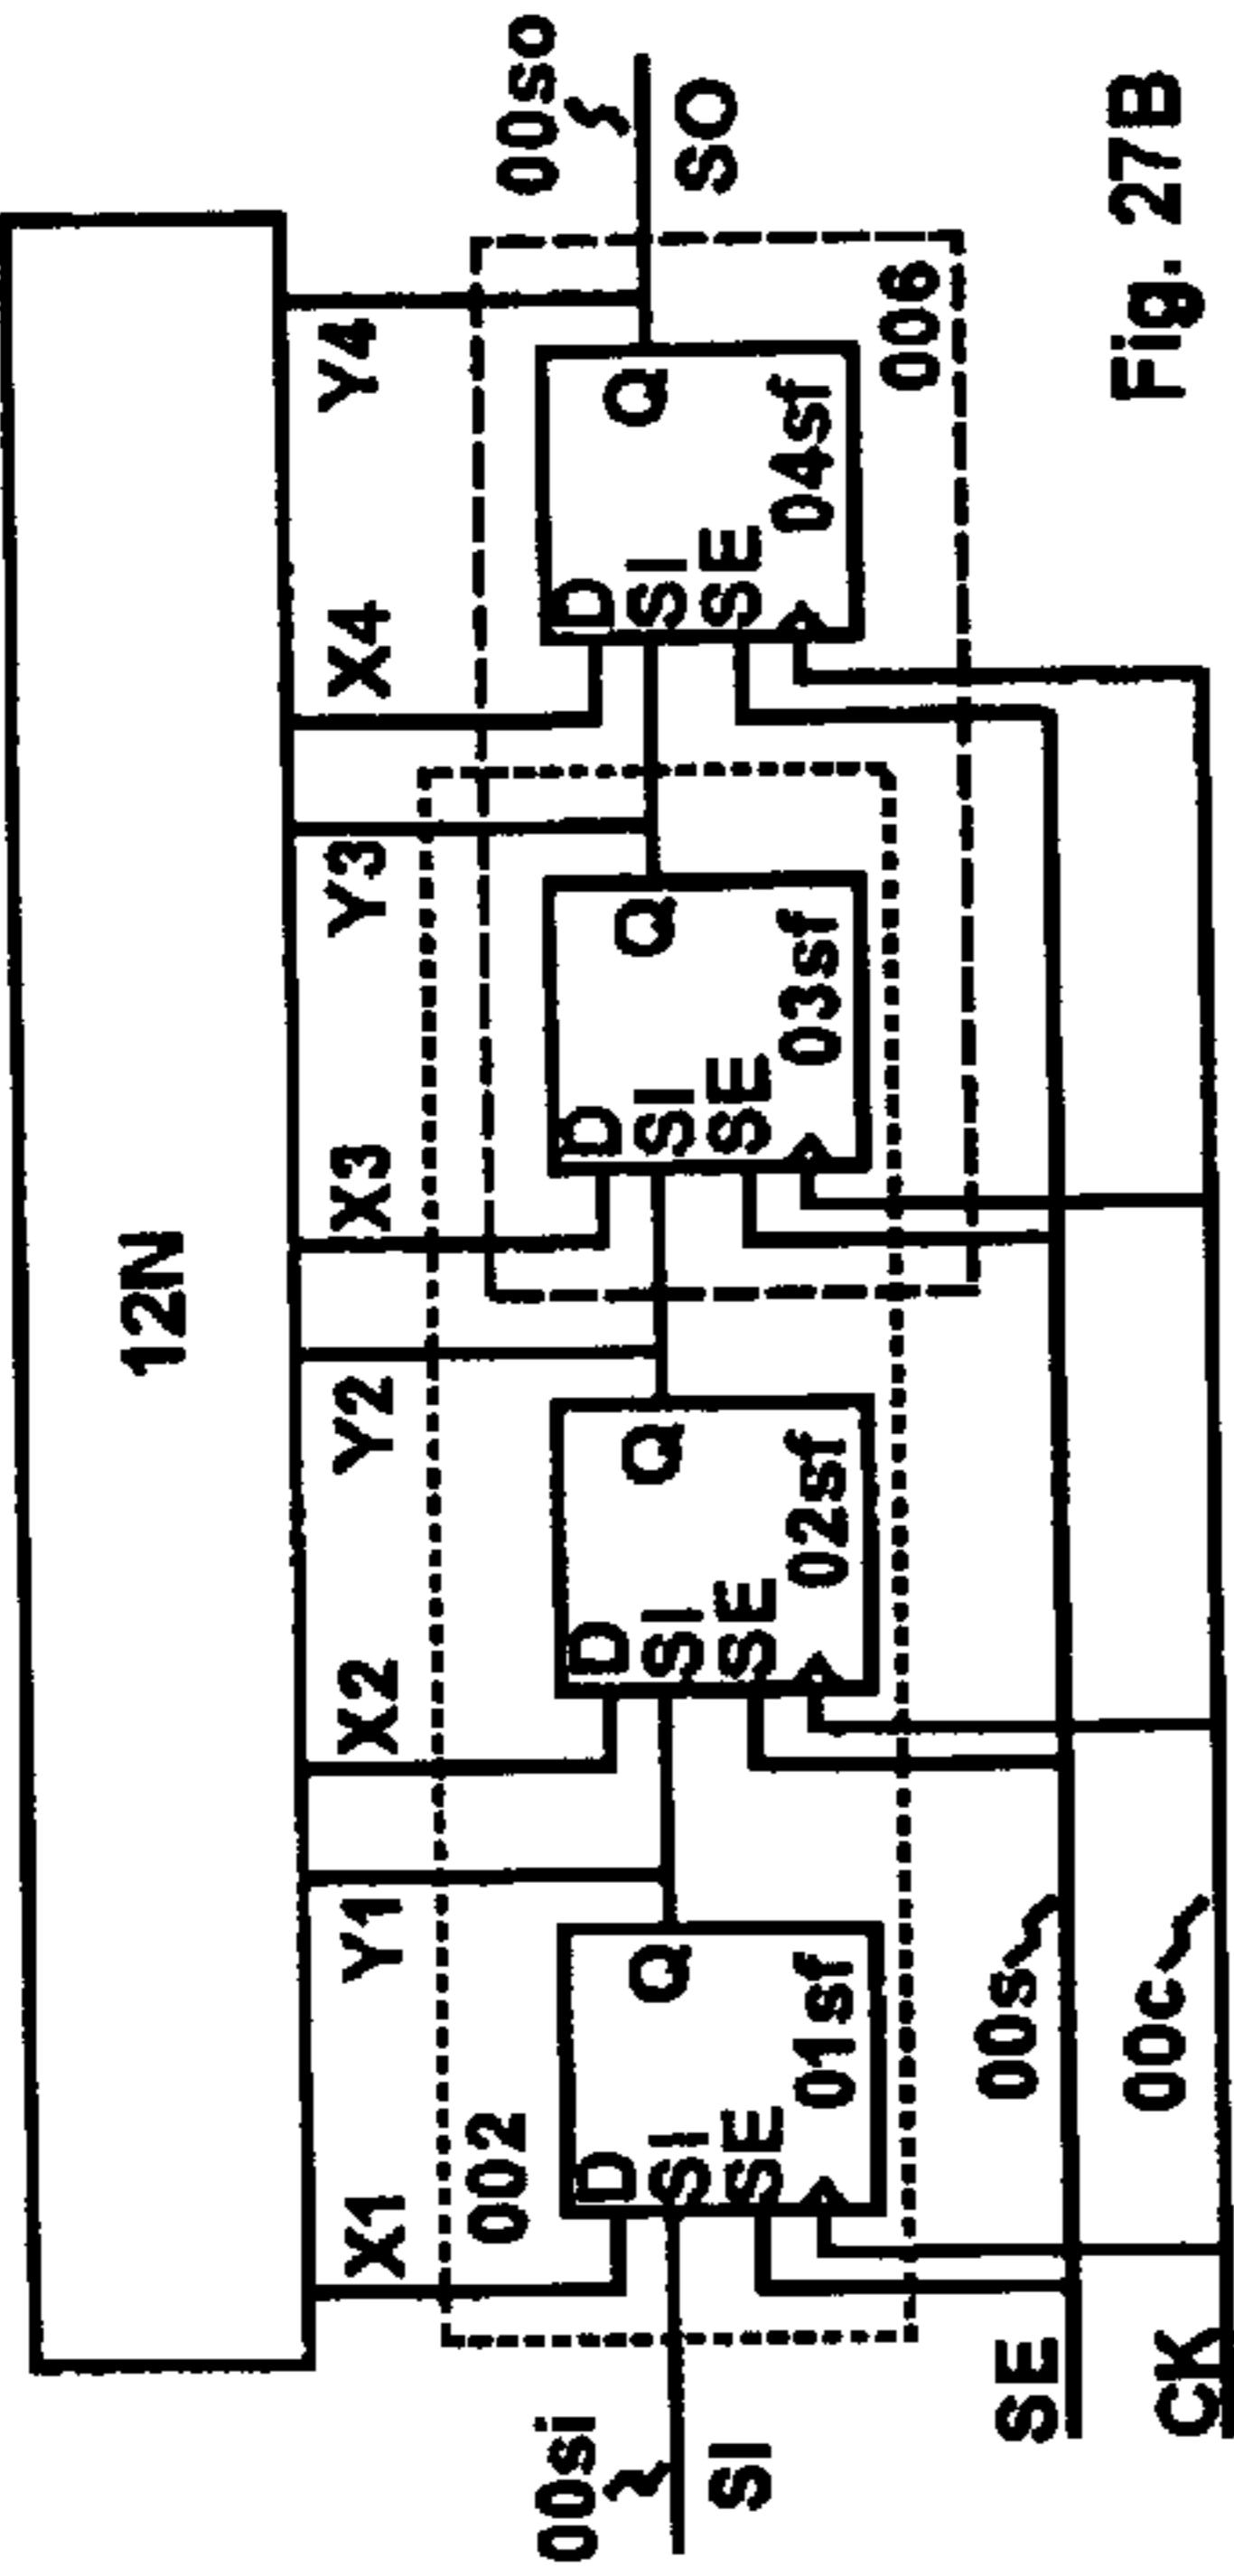 12N
X1 Y1 X2 Y2 X3 Y3 X4 Y4
002
00si
00so
D Q D Q D Q D Q
SI SI SI SI SI SO
SE SE SE SE
01sf 02sf 03sf 04sf
006
SE 00s
CK 00c
Fig. 27B